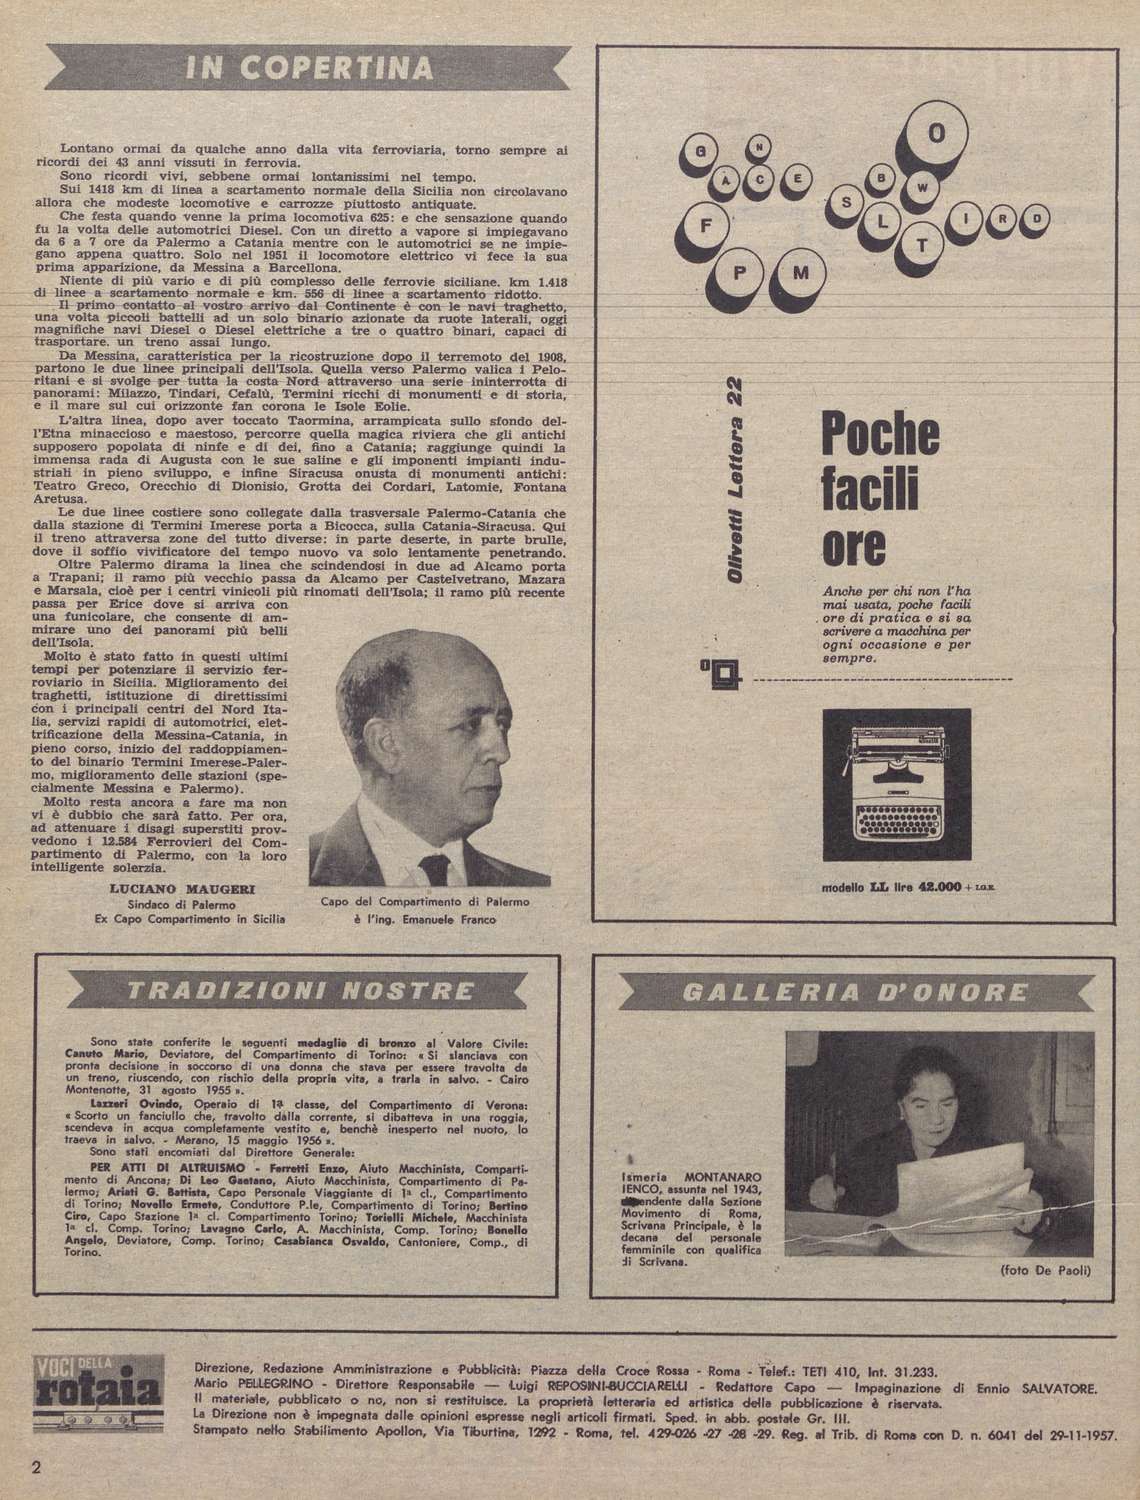 IN COPERTINA
Lontano ormai da qualche anno dalla vita ferroviaria, torno sempre ai
ricordi dei 43 anni vissuti in ferrovia.
Sono ricordi vivi, sebbene ormai lontanissimi nel tempo.
Sui 1418 km di linea a scartamento normale della Sicilia non circolavano
allora che modeste locomotive e carrozze piuttosto antiquate.
Che festa quando venne la prima locomotiva 625: e che sensazione quando
fu la volta delle automotrici Diesel. Con un diretto a vapore si impiegavano
da 6 a 7 ore da Palermo a Catania mentre con le automotrici se ne impie-
gano appena quattro. Solo nel 1951 il locomotore elettrico vi fece la sua
prima apparizione, da Messina a Barcellona.
Niente di più vario e di più complesso delle ferrovie siciliane. km 1.418
di linee a scartamento normale e km. 556 di linee a scartamento ridotto.
Il primo contatto al vostro arrivo dal Continente è con le navi traghetto,
una volta piccoli battelli ad un solo binario azionate da ruote laterali, oggi
magnifiche navi Diesel o Diesel elettriche a tre o quattro binari, capaci di
trasportare. un treno assai lungo.
Da Messina, caratteristica per la ricostruzione dopo il terremoto del 1908,
partono le due linee principali dell'Isola. Quella verso Palermo valica i Pelo-
ritani e si svolge per tutta la costa Nord attraverso una serie ininterrotta di
panorami: Milazzo, Tindari, Cefalù, Termini ricchi di monumenti e di storia,
e il mare sul cui orizzonte fan corona le Isole Eolie.
L'altra linea, dopo aver toccato Taormina, arrampicata sullo sfondo del-
l'Etna minaccioso e maestoso, percorre quella magica riviera che gli antichi
supposero popolata di ninfe e di dei, fino a Catania; raggiunge quindi la
immensa rada di Augusta con le sue saline e gli imponenti impianti indu-
striali in pieno sviluppo, e infine Siracusa onusta di monumenti antichi:
Teatro Greco, Orecchio di Dionisio, Grotta dei Cordari, Latomie, Fontana
Aretusa.
Le due linee costiere sono collegate dalla trasversale Palermo-Catania che
dalla stazione di Termini Imerese porta a Bicocca, sulla Catania-Siracusa. Qui
il treno attraversa zone del tutto diverse: in parte deserte, in parte brulle,
dove il soffio vivificatore del tempo nuovo va solo lentamente penetrando.
Oltre Palermo dirama la linea che scindendosi in due ad Alcamo porta
a Trapani; il ramo più vecchio passa da Alcamo per Castelvetrano, Mazara
e Marsala, cioè per i centri vinicoli più rinomati dell'Isola; il ramo più recente
passa per Erice dove si arriva con
una funicolare, che consente di am-
mirare uno dei panorami più belli
dell'Isola.
Molto è stato fatto in questi ultimi
tempi per potenziare il servizio fer-
roviario in Sicilia. Miglioramento dei
traghetti, istituzione di direttissimi
con i principali centri del Nord Ita-
lia, servizi rapidi di automotrici, elet-
trificazione della Messina-Catania, in
pieno corso, inizio del raddoppiamen-
to del binario Termini Imerese-Paler-
mo, miglioramento delle stazioni (spe-
cialmente Messina e Palermo).
Molto resta ancora a fare ma non
vi è dubbio che sarà fatto. Per ora,
ad attenuare i disagi superstiti prov-
vedono i 12.584 Ferrovieri del Com-
partimento di Palermo, con la loro
intelligente solerzia.
LUCIANO MAUGERI
Sindaco di Palermo
Ex Capo Compartimento in Sicilia
Capo del Compartimento di Palermo
è l'ing. Emanuele Franco
O
G N
À C E B W
F S L T I R D
P M
Olivetti Lettera 22
Poche
facili
ore
Anche per chi non l'ha
mai usata, poche facili
ore di pratica e si sa
scrivere a macchina per
ogni occasione e per
sempre.
modello LL lire 42.000 + I.G.E.
TRADIZIONI NOSTRE
Sono state conferite le seguenti medaglie di bronzo al Valore Civile:
Canuto Mario, Deviatore, del Compartimento di Torino: « Si slanciava con
pronta decisione in soccorso di una donna che stava per essere travolta da
un treno, riuscendo, con rischio della propria vita, a trarla in salvo. - Cairo
Montenotte, 31 agosto 1955 ».
Lazzeri Ovindo, Operaio di 1ª classe, del Compartimento di Verona:
« Scorto un fanciullo che, travolto dalla corrente, si dibatteva in una roggia,
scendeva in acqua completamente vestito e, benchè inesperto nel nuoto, lo
traeva in salvo. - Merano, 15 maggio 1956 ».
Sono stati encomiati dal Direttore Generale:
PER ATTI DI ALTRUISMO - Ferretti Enzo, Aiuto Macchinista, Comparti-
mento di Ancona; Di Leo Gaetano, Aiuto Macchinista, Compartimento di Pa-
lermo; Ariati G. Battista, Capo Personale Viaggiante di 1ª cl., Compartimento
di Torino; Novello Ermete, Conduttore P.le, Compartimento di Torino; Bertino
Ciro, Capo Stazione 1ª cl. Compartimento Torino; Torielli Michele, Macchinista
1ª cl. Comp. Torino; Lavagno Carlo, A. Macchinista, Comp. Torino; Bonello
Angelo, Deviatore, Comp. Torino; Casabianca Osvaldo, Cantoniere, Comp., di
Torino.
GALLERIA D'ONORE
Ismeria MONTANARO
IENCO, assunta nel 1943,
dalla Sezione
Movimento di Roma,
Scrivana Principale, è la
decana del personale
femminile con qualifica
di Scrivana.
(foto De Paoli)
VOCI DELLA
rotaia
Direzione, Redazione Amministrazione e Pubblicità: Piazza della Croce Rossa - Roma - Telef.: TETI 410, Int. 31.233.
Mario PELLEGRINO - Direttore Responsabile — Luigi REPOSINI-BUCCIARELLI - Redattore Capo — Impaginazione di Ennio SALVATORE.
Il materiale, pubblicato o no, non si restituisce. La proprietà letteraria ed artistica della pubblicazione è riservata.
La Direzione non è impegnata dalle opinioni espresse negli articoli firmati. Sped. in abb. postale Gr. III.
Stampato nello Stabilimento Apollon, Via Tiburtina, 1292 - Roma, tel. 429-026 -27 -28 -29. Reg. al Trib. di Roma con D. n. 6041 del 29-11-1957.
2